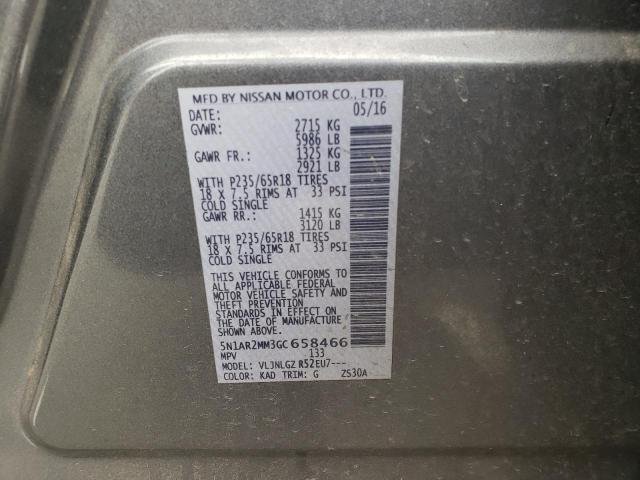 MFD BY NISSAN MOTOR CO., LTD.
DATE: 05/16
GVWR: 2715 KG
5986 LB
GAWR FR.: 1325 KG
2921 LB
WITH P235/65R18 TIRES
18 X 7.5 RIMS AT 33 PSI
COLD SINGLE
GAWR RR.: 1415 KG
3120 LB
WITH P235/65R18 TIRES
18 X 7.5 RIMS AT 33 PSI
COLD SINGLE
THIS VEHICLE CONFORMS TO
ALL APPLICABLE FEDERAL
MOTOR VEHICLE SAFETY AND
THEFT PREVENTION
STANDARDS IN EFFECT ON
THE DATE OF MANUFACTURE
SHOWN ABOVE.
5N1AR2MM3GC658466
MPV 133
MODEL: VLJNLGZ R52EU7---
COLOR: KAD TRIM: G ZS30A